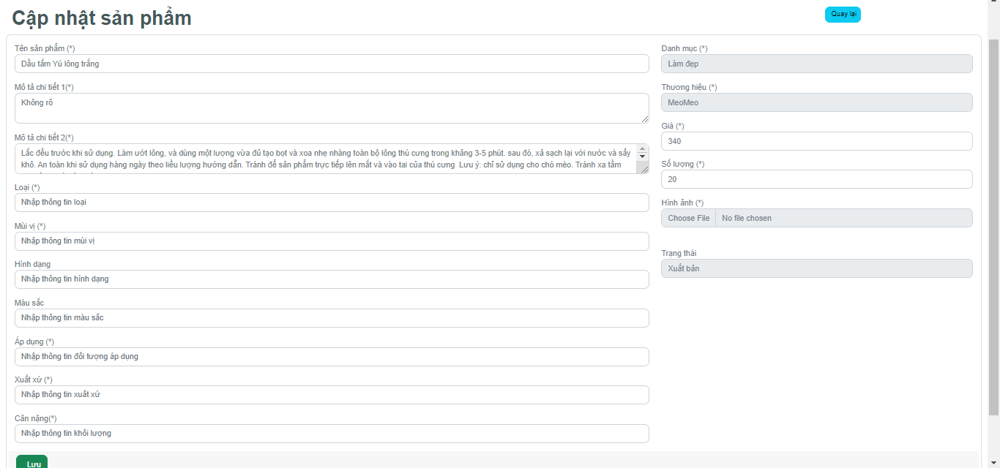 Cập nhật sản phẩm
Quay lại
Tên sản phẩm (*)
Dầu tắm Yú lông trắng
Mô tả chi tiết 1(*)
Không rõ
Mô tả chi tiết 2(*)
Lắc đều trước khi sử dụng. Làm ướt lông, và dùng một lượng vừa đủ tạo bọt và xoa nhẹ nhàng toàn bộ lông thú cưng trong khảng 3-5 phút. sau đó, xả sạch lại với nước và sấy
khô. An toàn khi sử dụng hàng ngày theo liều lượng hướng dẫn. Tránh để sản phẩm trực tiếp lên mắt và vào tai của thú cưng Lưu ý: chỉ sử dụng cho chó mèo. Tránh xa tầm
Loại (*)
Nhập thông tin loại
Mùi vị (*)
Nhập thông tin mùi vị
Hình dạng
Nhập thông tin hình dạng
Màu sắc
Nhập thông tin màu sắc
Áp dụng (*)
Nhập thông tin đối tượng áp dụng
Xuất xứ (*)
Nhập thông tin xuất xứ
Cân nặng(*)
Nhập thông tin khối lượng
Lưu
Danh mục (*)
Làm đẹp
Thương hiệu (*)
MeoMeo
Giá (*)
340
Số lượng (*)
20
Hình ảnh (*)
Choose File No file chosen
Trạng thái
Xuất bản